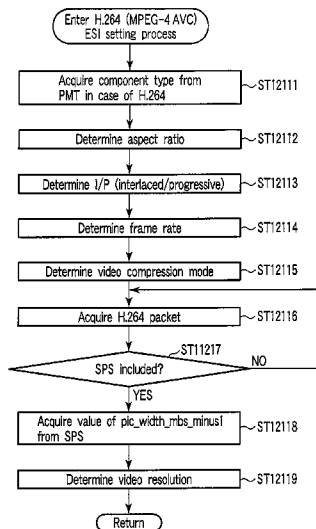 Enter H.264 (MPEG-4 AVC)
ESI setting process
Acquire component type from
PMT in case of H.264
ST12111
Determine aspect ratio
ST12112
Determine I/P (interlaced/progressive)
ST12113
Determine frame rate
ST12114
Determine video compression mode
ST12115
Acquire H.264 packet
ST12116
ST11217
SPS included?
NO
YES
Acquire value of pic_width_mbs_minus1
from SPS
ST12118
Determine video resolution
ST12119
Return